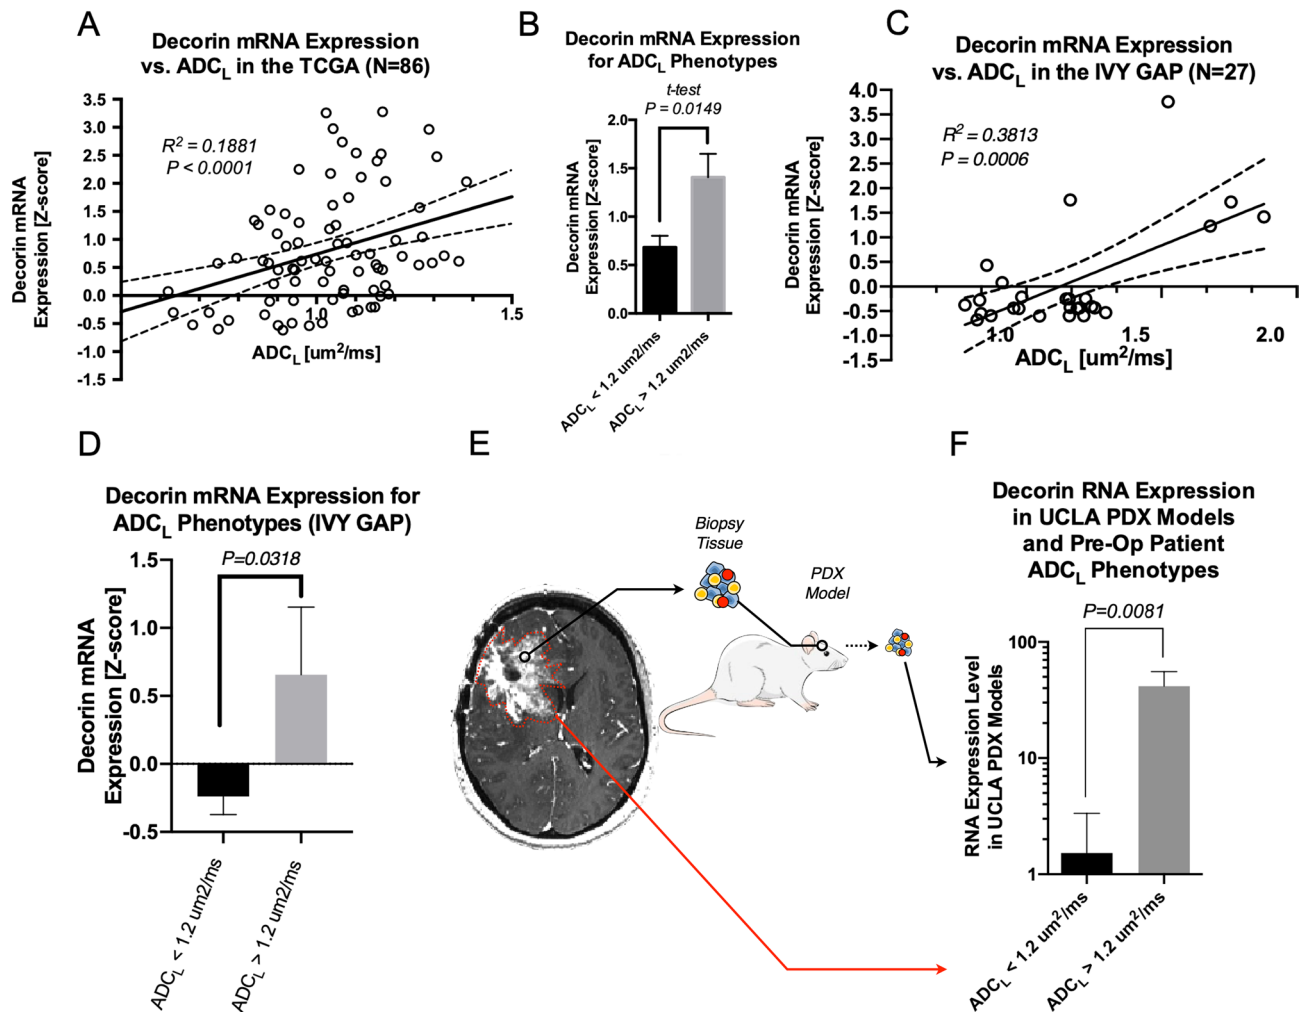 A
Decorin mRNA Expression
vs. ADCL in the TCGA (N=86)
R2 = 0.1881
P < 0.0001
Decorin mRNA
Expression [Z-score]
3.5
3.0
2.5
2.0
1.5
1.0
0.5
0.0
-0.5
-1.0
-1.5
1.0
1.5
ADCL [um2/ms]
B
Decorin mRNA Expression
for ADCL Phenotypes
t-test
P = 0.0149
Decorin mRNA
Expression [Z-score]
2.0
1.5
1.0
0.5
0.0
ADCL < 1.2 um2/ms
ADCL > 1.2 um2/ms
C
Decorin mRNA Expression
vs. ADCL in the IVY GAP (N=27)
R2 = 0.3813
P = 0.0006
Decorin mRNA
Expression [Z-score]
4.0
3.5
3.0
2.5
2.0
1.5
1.0
0.5
0.0
-0.5
-1.0
-1.5
1.0
1.5
2.0
ADCL [um2/ms]
D
Decorin mRNA Expression for
ADCL Phenotypes (IVY GAP)
P=0.0318
Decorin mRNA
Expression [Z-score]
1.5
1.0
0.5
0.0
-0.5
ADCL < 1.2 um2/ms
ADCL > 1.2 um2/ms
E
Biopsy
Tissue
PDX
Model
F
Decorin RNA Expression
in UCLA PDX Models
and Pre-Op Patient
ADCL Phenotypes
P=0.0081
RNA Expression Level
in UCLA PDX Models
100
10
1
ADCL < 1.2 um2/ms
ADCL > 1.2 um2/ms